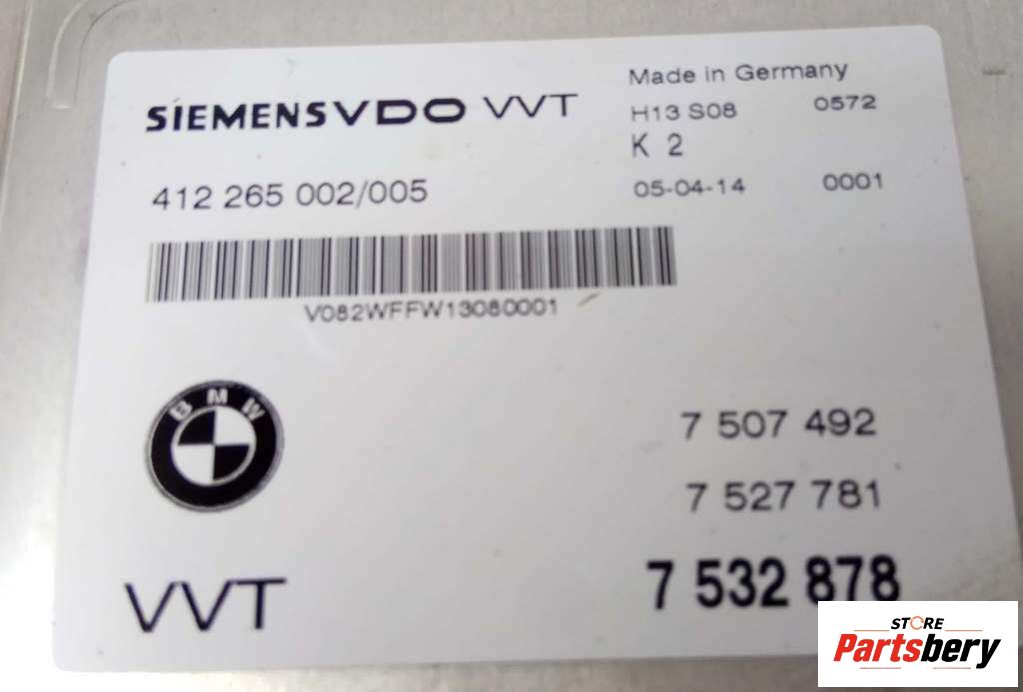 SIEMENSVDO VVT
Made in Germany
H13 S08 0572
K 2
412 265 002/005
05-04-14 0001
V082WFFW13080001
BMW
7 507 492
7 527 781
VVT
7 532 878
STORE
Partsbery